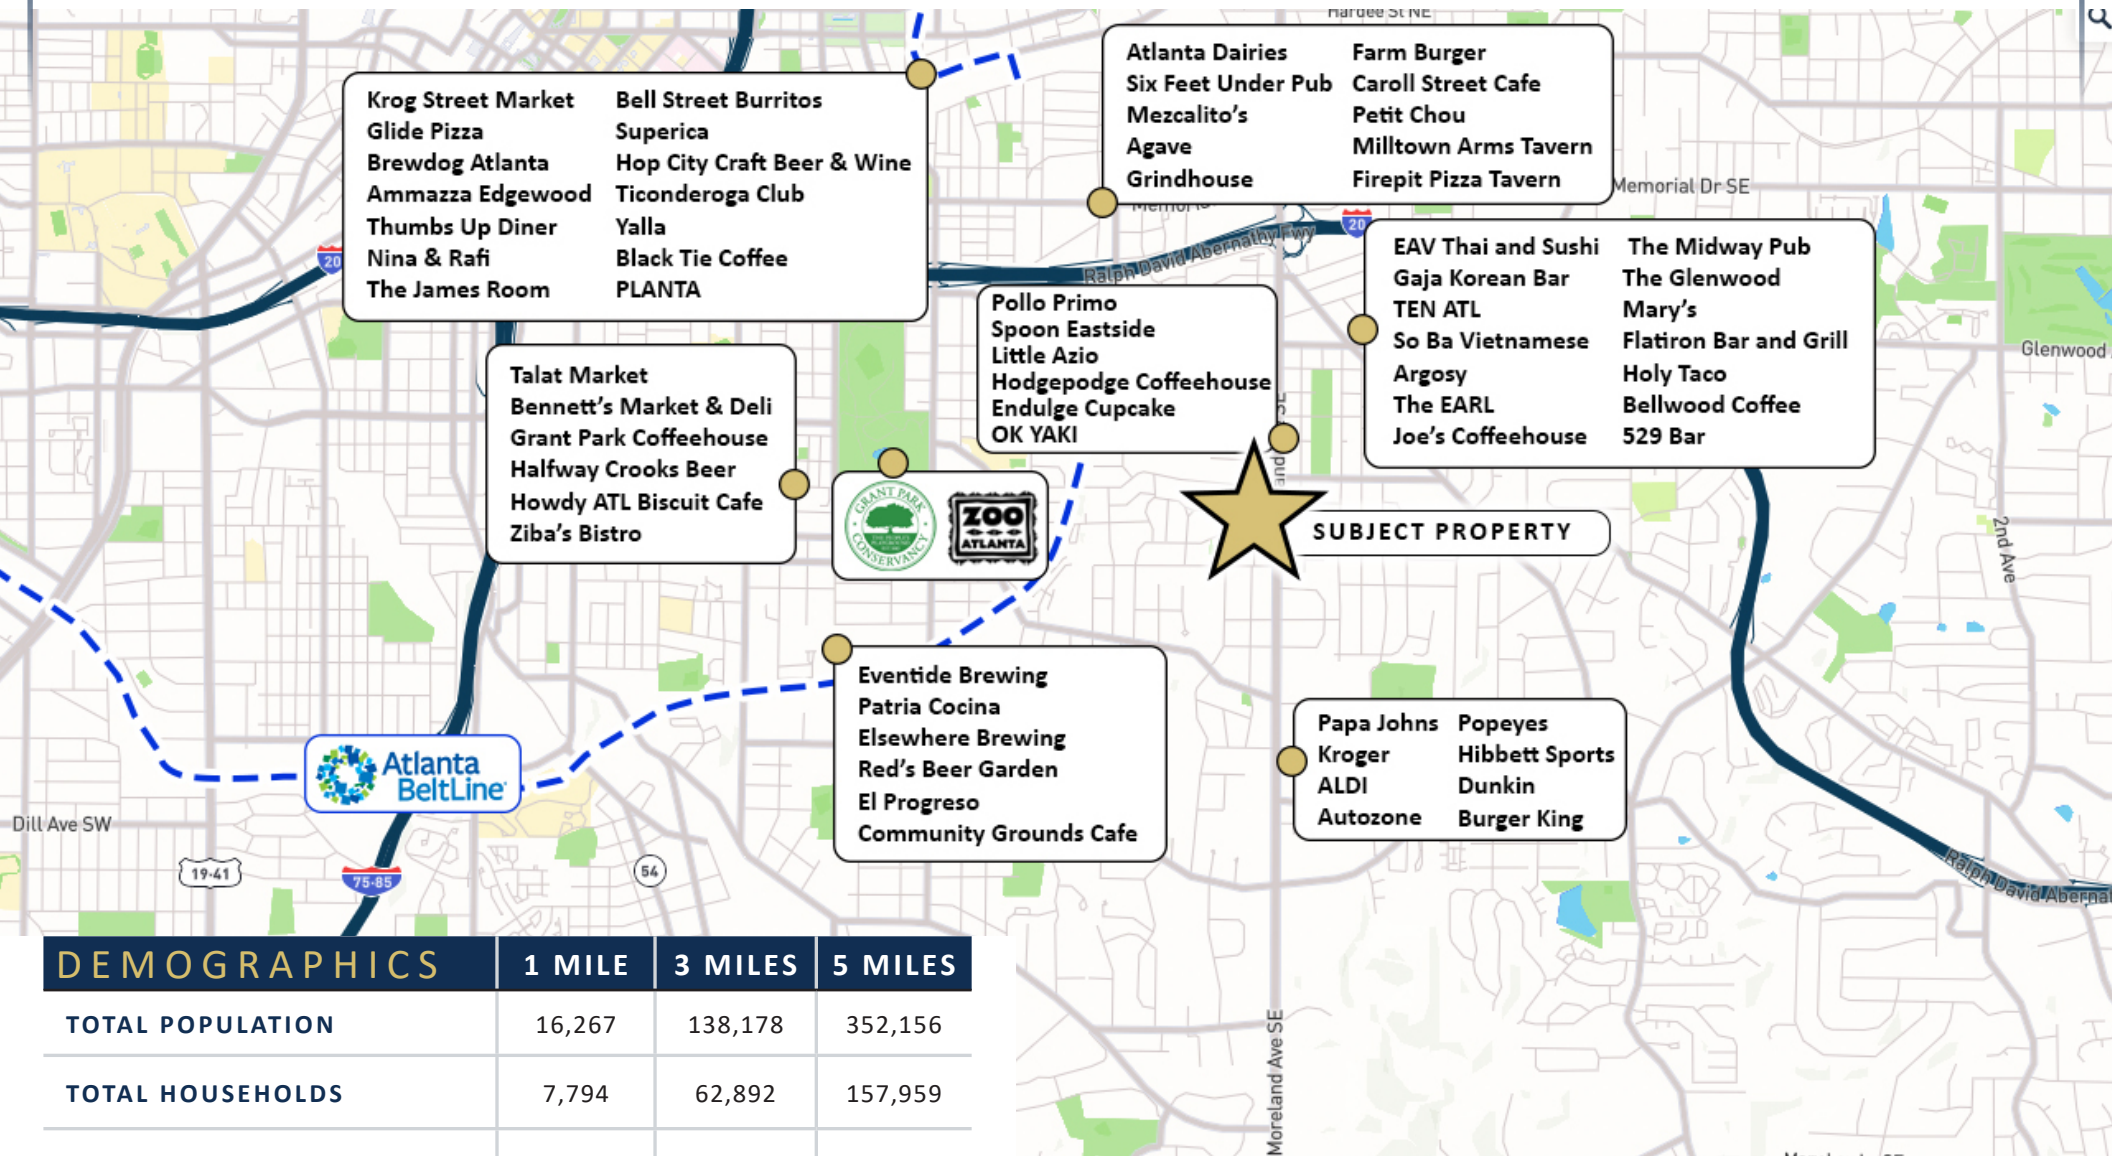 Hardee St NE
Atlanta Dairies Farm Burger
Six Feet Under Pub Caroll Street Cafe
Mezcalito's Petit Chou
Agave Milltown Arms Tavern
Grindhouse Firepit Pizza Tavern
Krog Street Market Bell Street Burritos
Glide Pizza Superica
Brewdog Atlanta Hop City Craft Beer & Wine
Ammazza Edgewood Ticonderoga Club
Thumbs Up Diner Yalla
Nina & Rafi Black Tie Coffee
The James Room PLANTA
Memorial Dr SE
20
20
Ralph David Abernathy Fwy
EAV Thai and Sushi The Midway Pub
Gaja Korean Bar The Glenwood
TEN ATL Mary's
So Ba Vietnamese Flatiron Bar and Grill
Argosy Holy Taco
The EARL Bellwood Coffee
Joe's Coffeehouse 529 Bar
Glenwood
Pollo Primo
Spoon Eastside
Little Azio
Hodgepodge Coffeehouse
Endulge Cupcake
OK YAKI
Talat Market
Bennett's Market & Deli
Grant Park Coffeehouse
Halfway Crooks Beer
Howdy ATL Biscuit Cafe
Ziba's Bistro
GRANT PARK
CONSERVANCY
ZOO
ATLANTA
SUBJECT PROPERTY
2nd Ave
Eventide Brewing
Patria Cocina
Elsewhere Brewing
Red's Beer Garden
El Progreso
Community Grounds Cafe
Papa Johns Popeyes
Kroger Hibbett Sports
ALDI Dunkin
Autozone Burger King
Atlanta
BeltLine
Dill Ave SW
19-41
75-85
54
Ralph David Abernat
Moreland Ave SE
DEMOGRAPHICS 1 MILE 3 MILES 5 MILES
TOTAL POPULATION 16,267 138,178 352,156
TOTAL HOUSEHOLDS 7,794 62,892 157,959